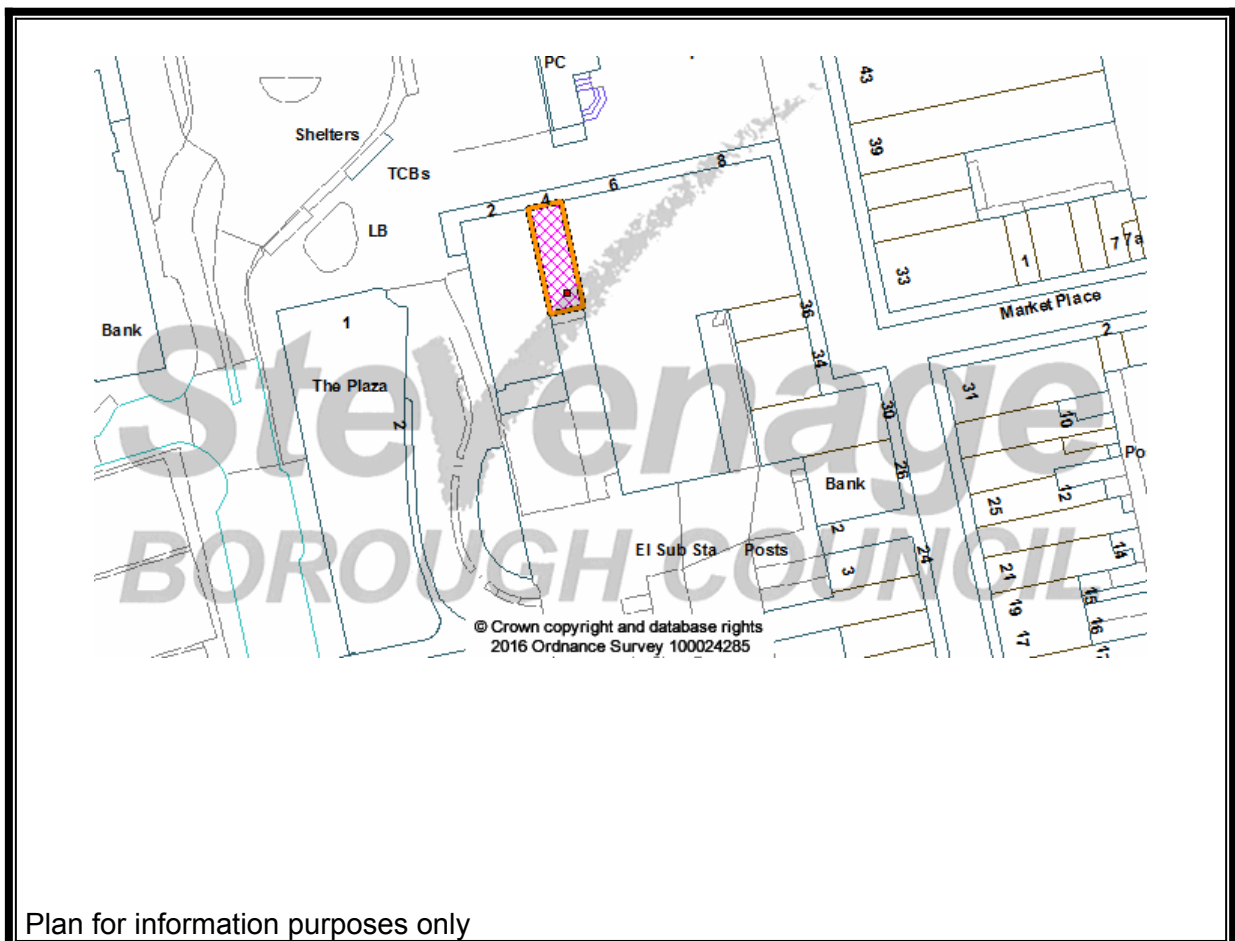 PC
43
Shelters
39
TCBs
8
6
4
2
LB
7
7a
1
33
Market Place
36
Bank
1
2
34
The Plaza
31
30
2
10
Stevenage
26
Po
Bank
12
25
2
El Sub Sta
Posts
14
24
3
BOROUGH COUNCIL
21
15
19
16
17
© Crown copyright and database rights
2016 Ordnance Survey 100024285
Plan for information purposes only